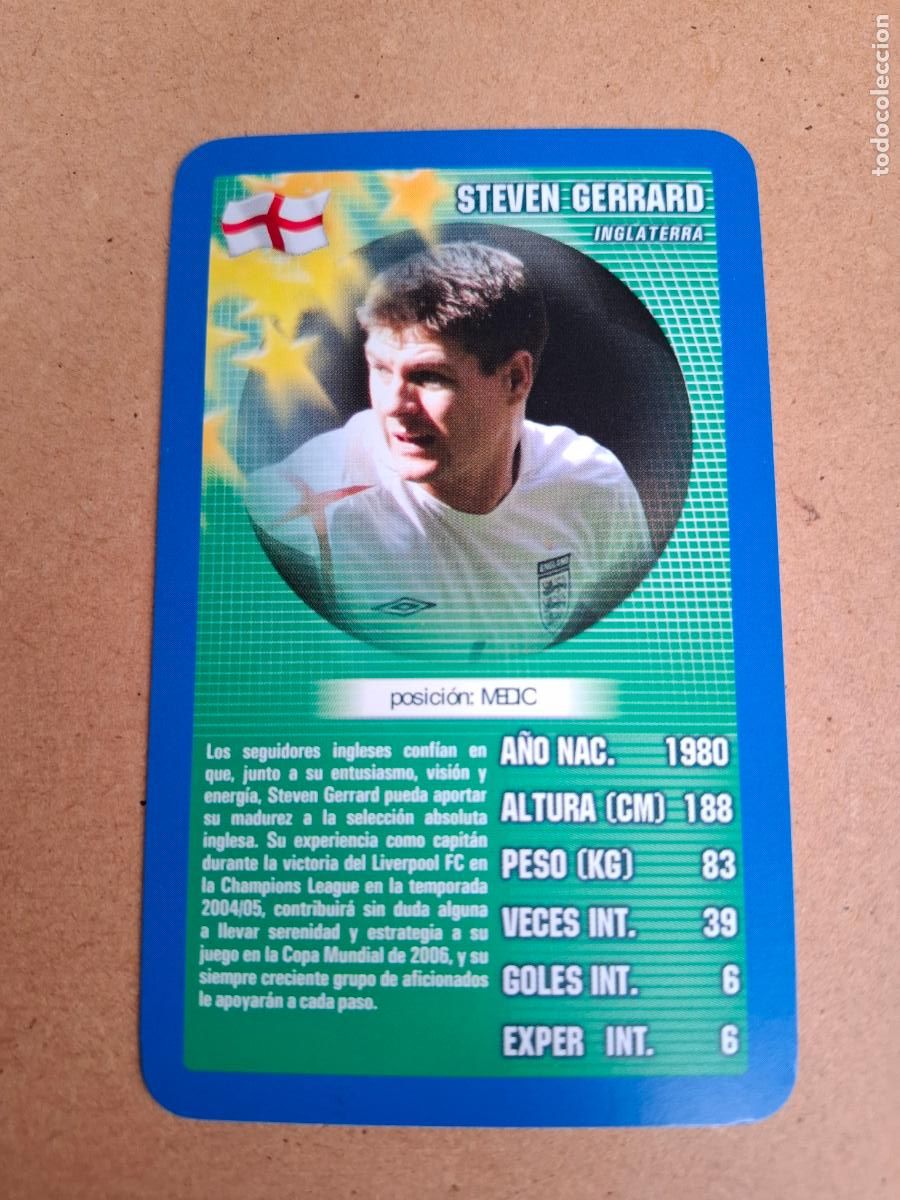 todocoleccion
STEVEN GERRARD
INGLATERRA
ENGLAND
posición: MEDIO
Los seguidores ingleses confían en
que, junto a su entusiasmo, visión y
energía, Steven Gerrard pueda aportar
su madurez a la selección absoluta
inglesa. Su experiencia como capitán
durante la victoria del Liverpool FC en
la Champions League en la temporada
2004/05, contribuirá sin duda alguna
a llevar serenidad y estrategia a su
juego en la Copa Mundial de 2006, y su
siempre creciente grupo de aficionados
le apoyarán a cada paso.
AÑO NAC. 1980
ALTURA (CM) 188
PESO (KG) 83
VECES INT. 39
GOLES INT. 6
EXPER INT. 6